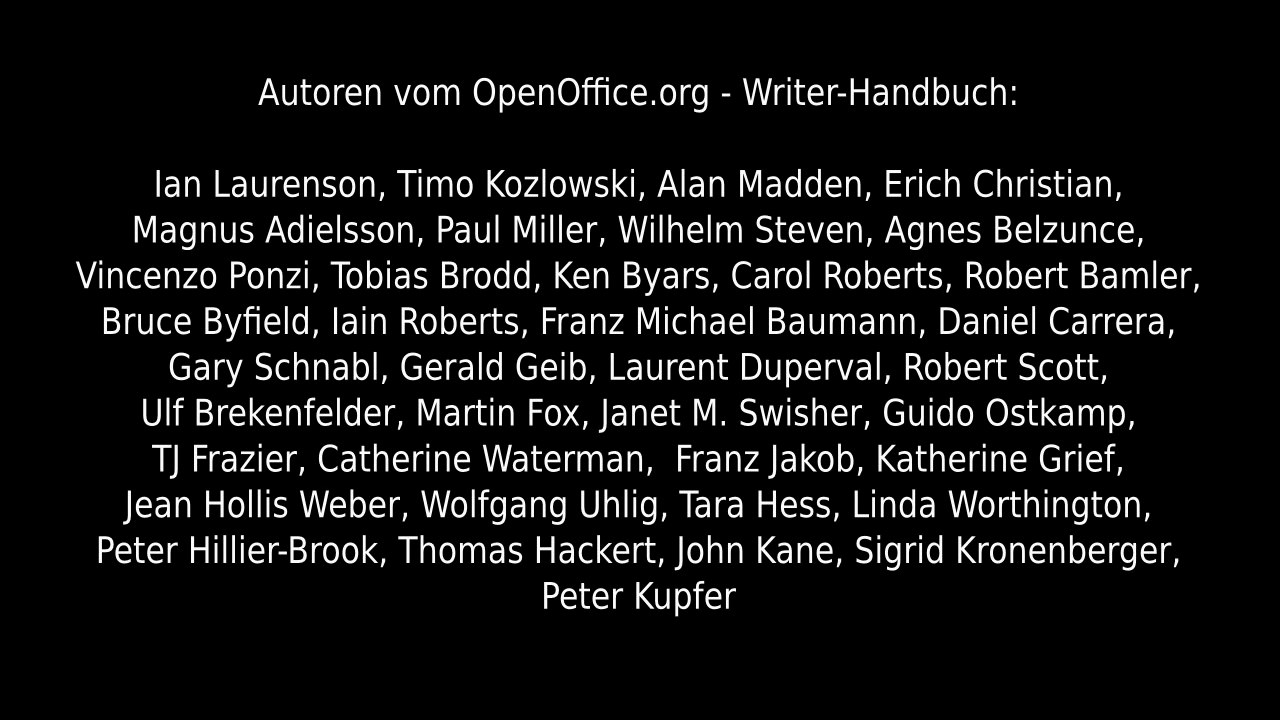 Autoren vom OpenOffice.org - Writer-Handbuch:
Ian Laurenson, Timo Kozlowski, Alan Madden, Erich Christian,
Magnus Adielsson, Paul Miller, Wilhelm Steven, Agnes Belzunce,
Vincenzo Ponzi, Tobias Brodd, Ken Byars, Carol Roberts, Robert Bamler,
Bruce Byfield, Iain Roberts, Franz Michael Baumann, Daniel Carrera,
Gary Schnabl, Gerald Geib, Laurent Duperval, Robert Scott,
Ulf Brekenfelder, Martin Fox, Janet M. Swisher, Guido Ostkamp,
TJ Frazier, Catherine Waterman,  Franz Jakob, Katherine Grief,
Jean Hollis Weber, Wolfgang Uhlig, Tara Hess, Linda Worthington,
Peter Hillier-Brook, Thomas Hackert, John Kane, Sigrid Kronenberger,
Peter Kupfer